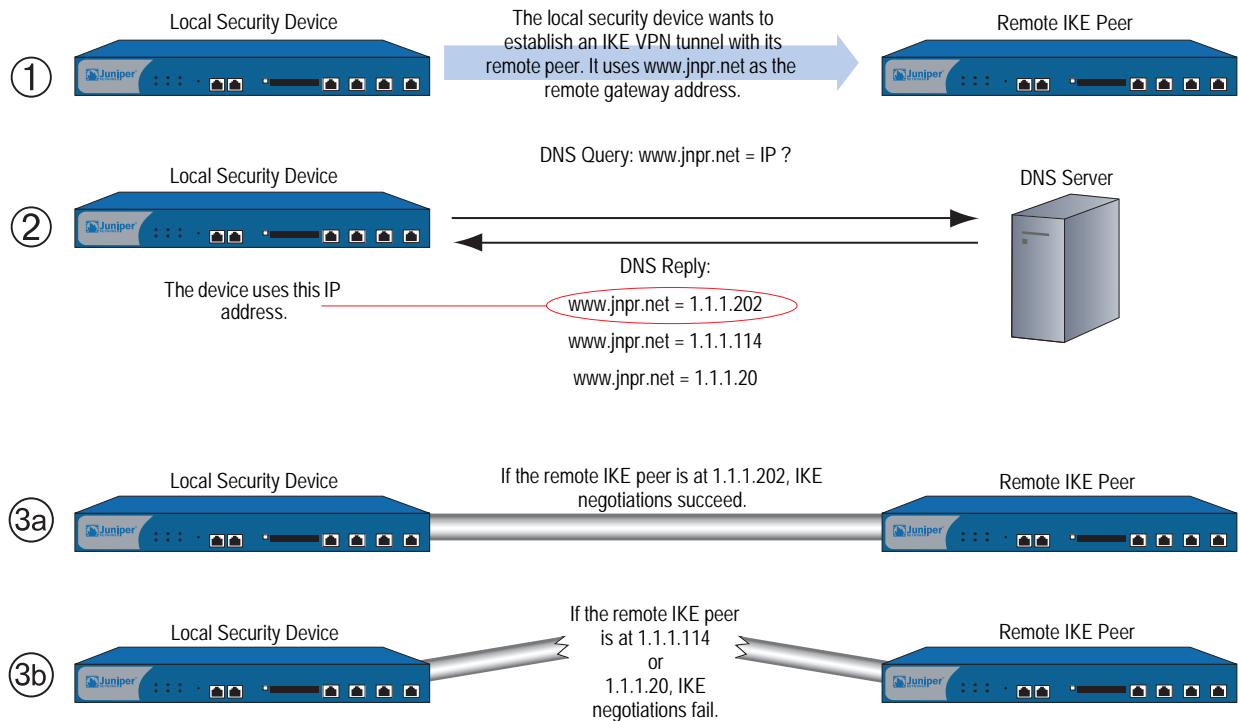 Local Security Device
The local security device wants to
establish an IKE VPN tunnel with its
remote peer. It uses www.jnpr.net as the
remote gateway address.
Remote IKE Peer
1
Juniper
Juniper
DNS Query: www.jnpr.net = IP ?
Local Security Device
DNS Server
2
Juniper
DNS Reply:
The device uses this IP
address.
www.jnpr.net = 1.1.1.202
www.jnpr.net = 1.1.1.114
www.jnpr.net = 1.1.1.20
Local Security Device
If the remote IKE peer is at 1.1.1.202, IKE
negotiations succeed.
Remote IKE Peer
3a
Juniper
Juniper
Local Security Device
If the remote IKE peer
is at 1.1.1.114
or
1.1.1.20, IKE
negotiations fail.
Remote IKE Peer
3b
Juniper
Juniper